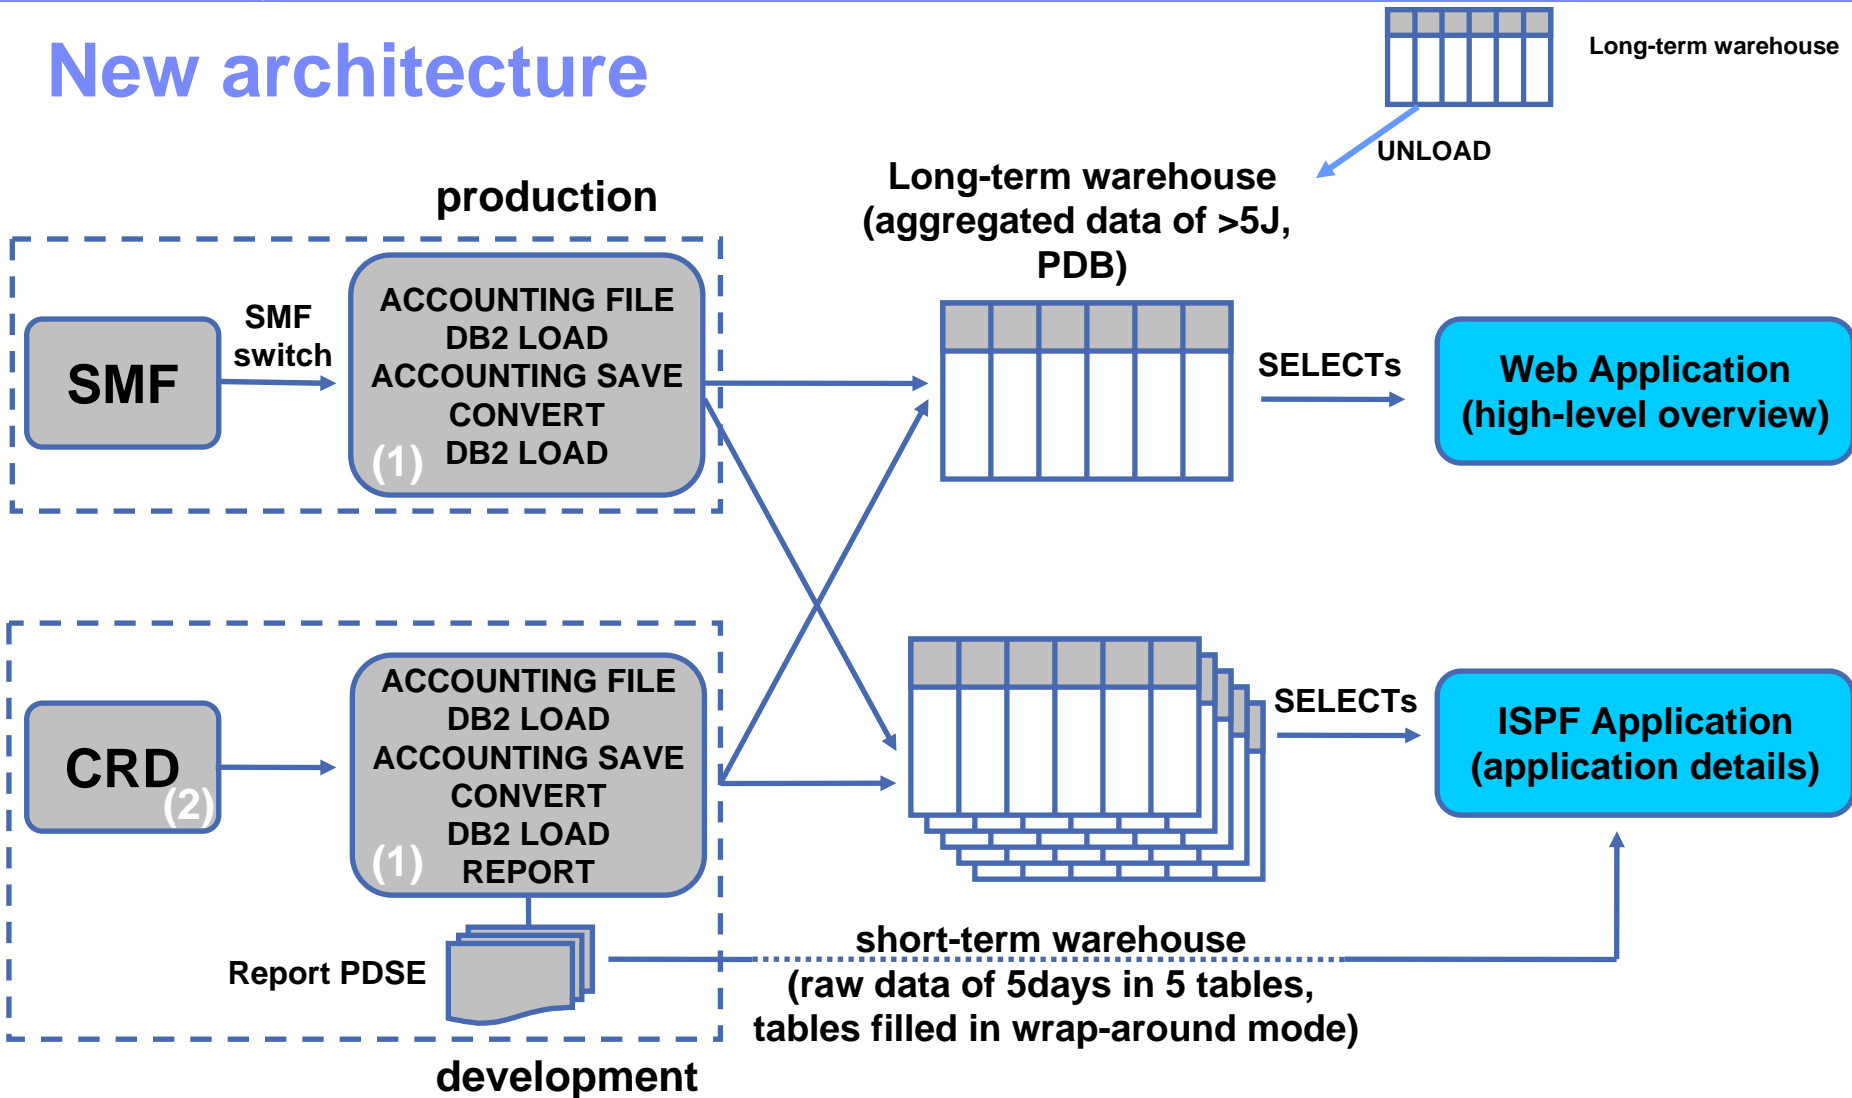 New architecture
Long-term warehouse
UNLOAD
production
Long-term warehouse
(aggregated data of >5J,
PDB)
SMF
SMF
switch
ACCOUNTING FILE
DB2 LOAD
ACCOUNTING SAVE
CONVERT
DB2 LOAD
(1)
SELECTs
Web Application
(high-level overview)
CRD
(2)
ACCOUNTING FILE
DB2 LOAD
ACCOUNTING SAVE
CONVERT
DB2 LOAD
REPORT
(1)
SELECTs
ISPF Application
(application details)
Report PDSE
short-term warehouse
(raw data of 5days in 5 tables,
tables filled in wrap-around mode)
development